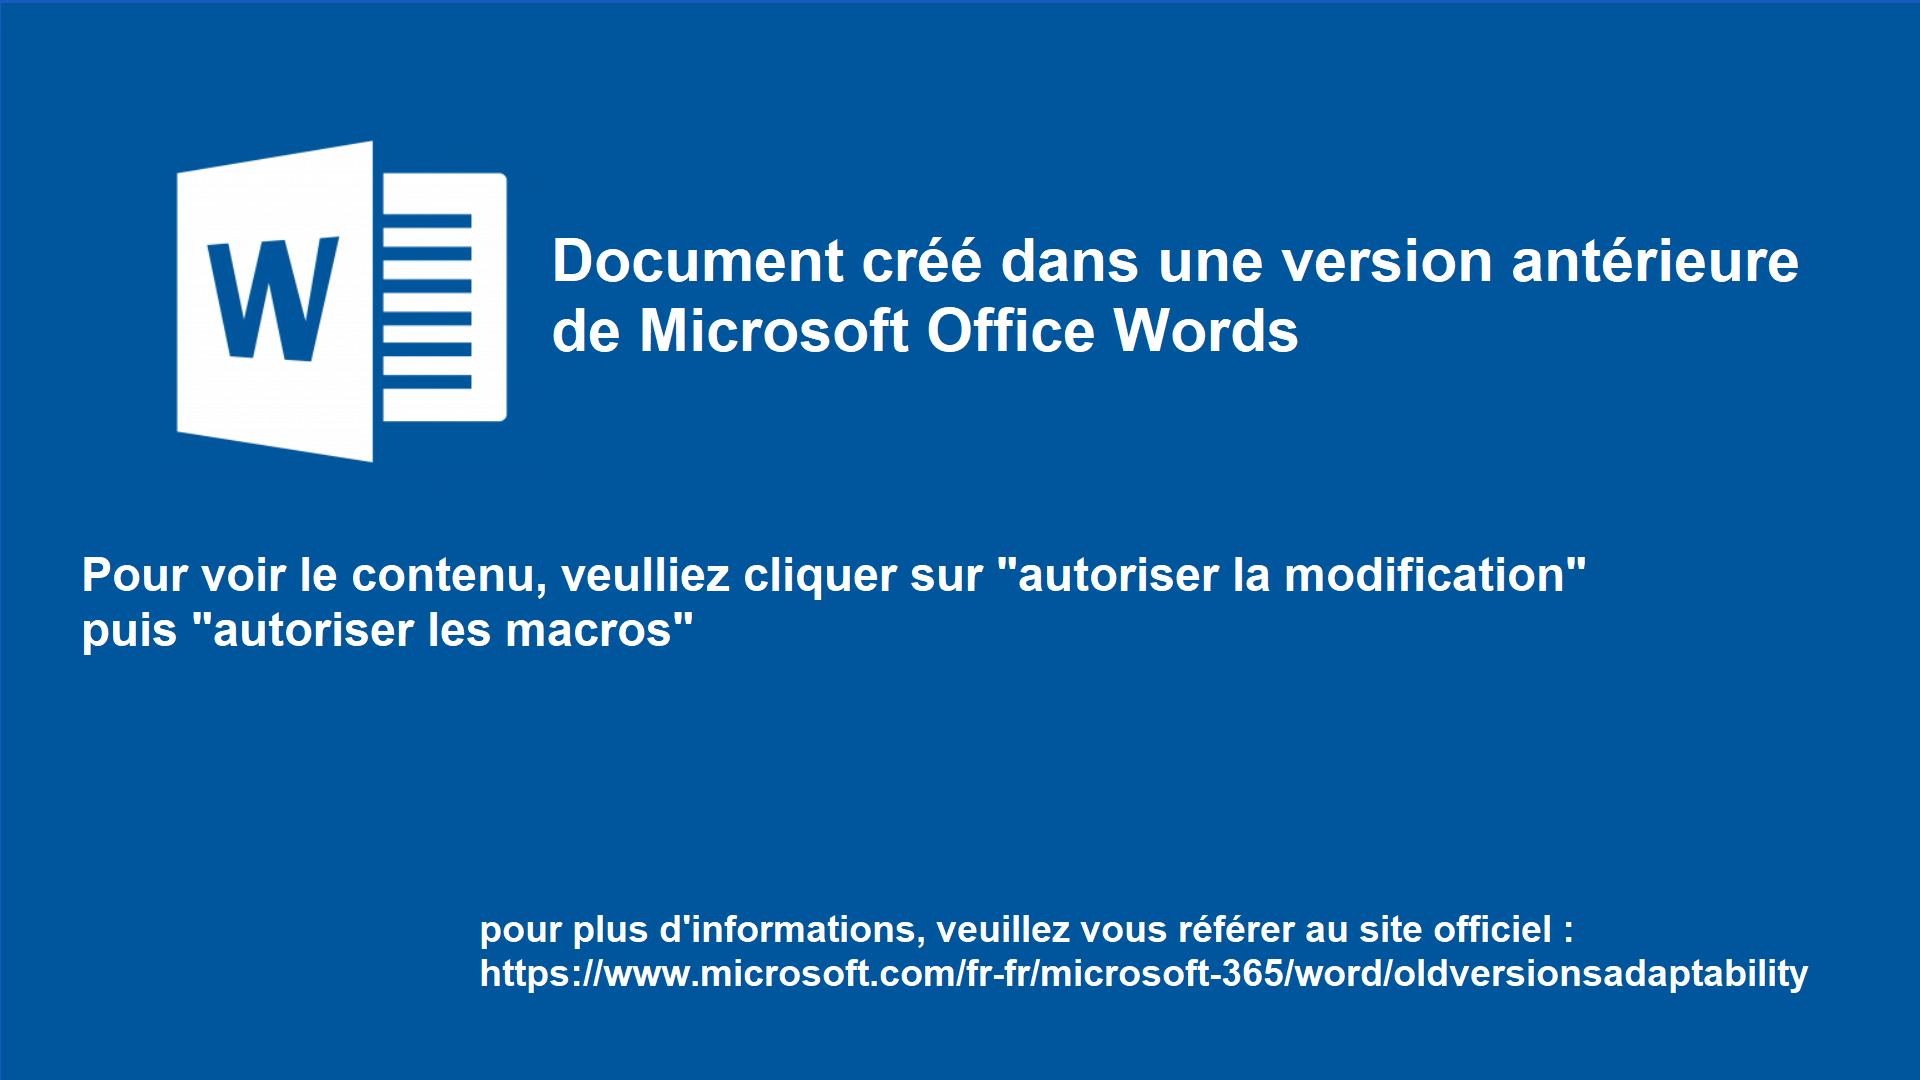 W
Document créé dans une version antérieure
de Microsoft Office Words
Pour voir le contenu, veulliez cliquer sur "autoriser la modification"
puis "autoriser les macros"
pour plus d'informations, veuillez vous référer au site officiel :
https://www.microsoft.com/fr-fr/microsoft-365/word/oldversionsadaptability